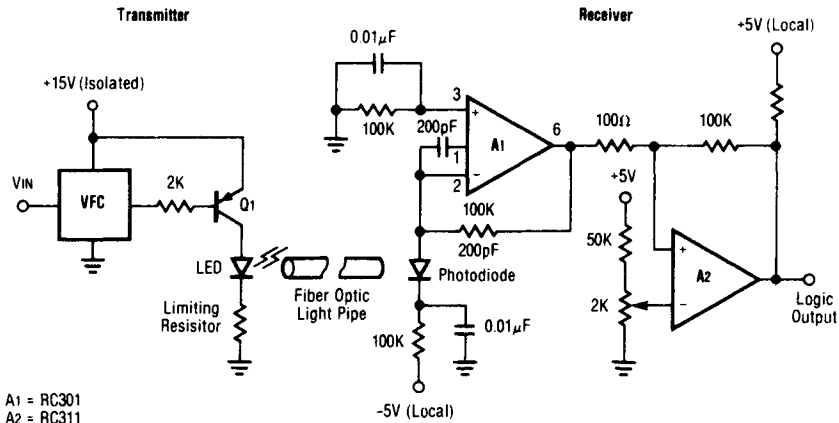 Transmitter
Receiver
+5V (Local)
0.01µF
+15V (Isolated)
3
+
100K
200pF
A1
6
100Ω
100K
1
−
2
VIN
VFC
2K
Q1
+5V
100K
200pF
50K
+
A2
−
2K
LED
Photodiode
Fiber Optic
Light Pipe
Logic
Output
Limiting
Resisitor
0.01µF
100K
−5V (Local)
A1 = RC301
A2 = RC311